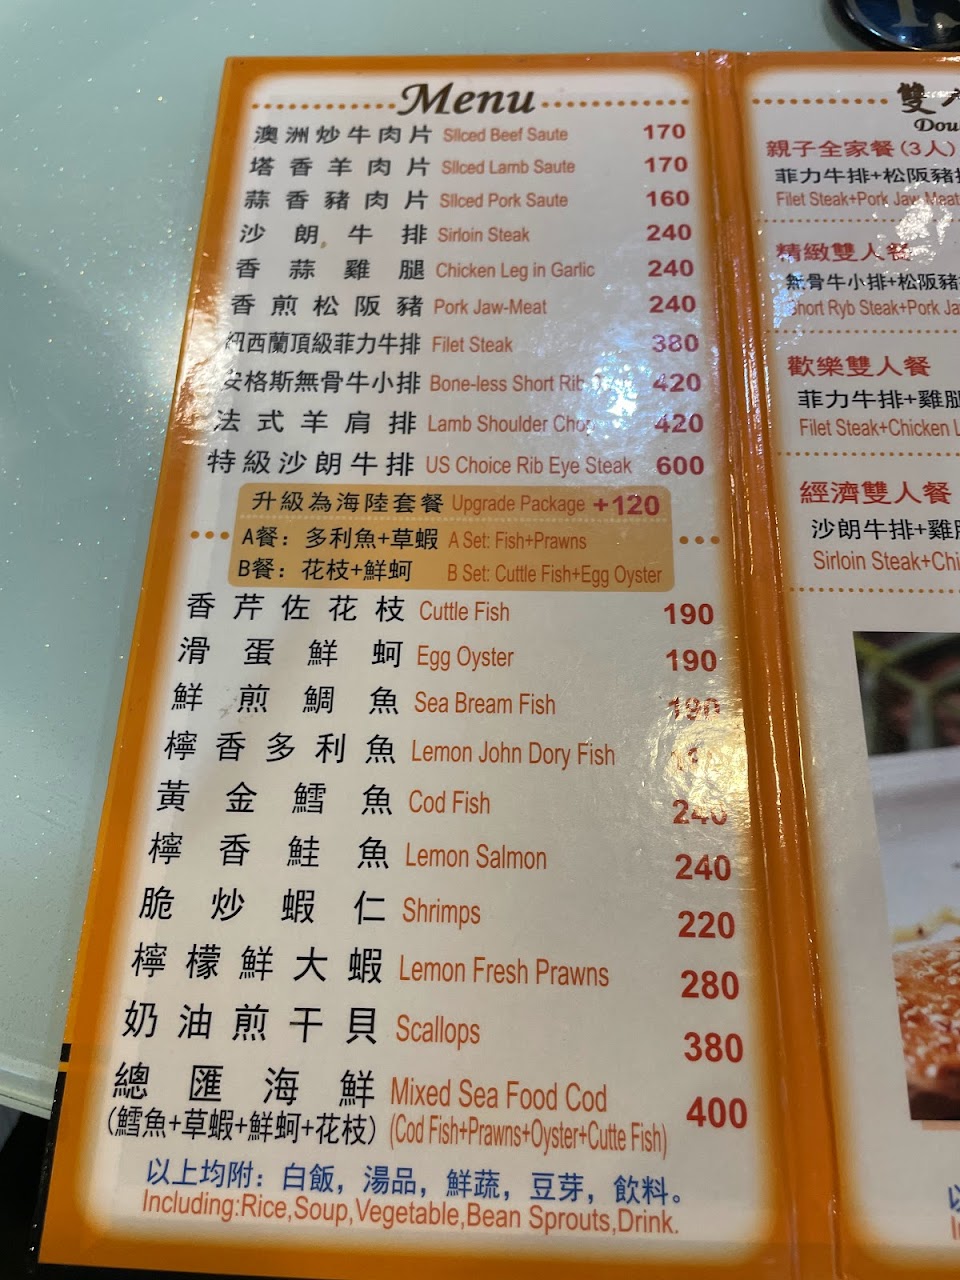 Menu
澳洲炒牛肉片 Sliced Beef Saute 170
塔香羊肉片 Sliced Lamb Saute 170
蒜香豬肉片 Sliced Pork Saute 160
沙朗牛排 Sirloin Steak 240
香蒜雞腿 Chicken Leg in Garlic 240
香煎松阪豬 Pork Jaw-Meat 240
紐西蘭頂級菲力牛排 Filet Steak 380
安格斯無骨牛小排 Bone-less Short Rib 420
法式羊肩排 Lamb Shoulder Chop 420
特級沙朗牛排 US Choice Rib Eye Steak 600
升級為海陸套餐 Upgrade Package +120
A餐：多利魚+草蝦 A Set: Fish+Prawns
B餐：花枝+鮮蚵 B Set: Cuttle Fish+Egg Oyster
香芹佐花枝 Cuttle Fish 190
滑蛋鮮蚵 Egg Oyster 190
鮮煎鯛魚 Sea Bream Fish 190
檸香多利魚 Lemon John Dory Fish
黃金鱈魚 Cod Fish 240
檸香鮭魚 Lemon Salmon 240
脆炒蝦仁 Shrimps 220
檸檬鮮大蝦 Lemon Fresh Prawns 280
奶油煎干貝 Scallops 380
總匯海鮮 Mixed Sea Food Cod 400
(鱈魚+草蝦+鮮蚵+花枝) (Cod Fish+Prawns+Oyster+Cutte Fish)
以上均附：白飯，湯品，鮮蔬，豆芽，飲料。
Including:Rice,Soup,Vegetable,Bean Sprouts,Drink.
雙
Dou
親子全家餐(3人)
菲力牛排+松阪豬
Filet Steak+Pork Jaw-Meat
精緻雙人餐
無骨牛小排+松阪豬
Short Ryb Steak+Pork Ja
歡樂雙人餐
菲力牛排+雞腿
Filet Steak+Chicken L
經濟雙人餐
沙朗牛排+雞
Sirloin Steak+Chi